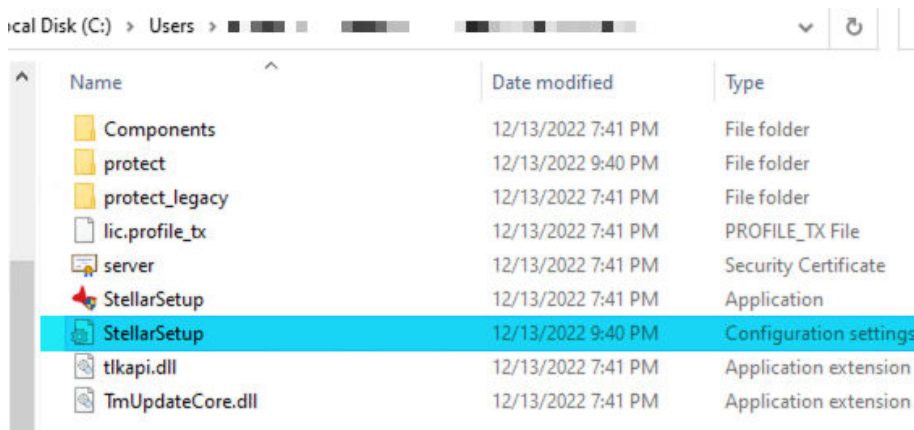 ocal Disk (C:) > Users >
Name Date modified Type
Components 12/13/2022 7:41 PM File folder
protect 12/13/2022 9:40 PM File folder
protect_legacy 12/13/2022 7:41 PM File folder
lic.profile_tx 12/13/2022 7:41 PM PROFILE_TX File
server 12/13/2022 7:41 PM Security Certificate
StellarSetup 12/13/2022 7:41 PM Application
StellarSetup 12/13/2022 9:40 PM Configuration settings
tlkapi.dll 12/13/2022 7:41 PM Application extension
TmUpdateCore.dll 12/13/2022 7:41 PM Application extension